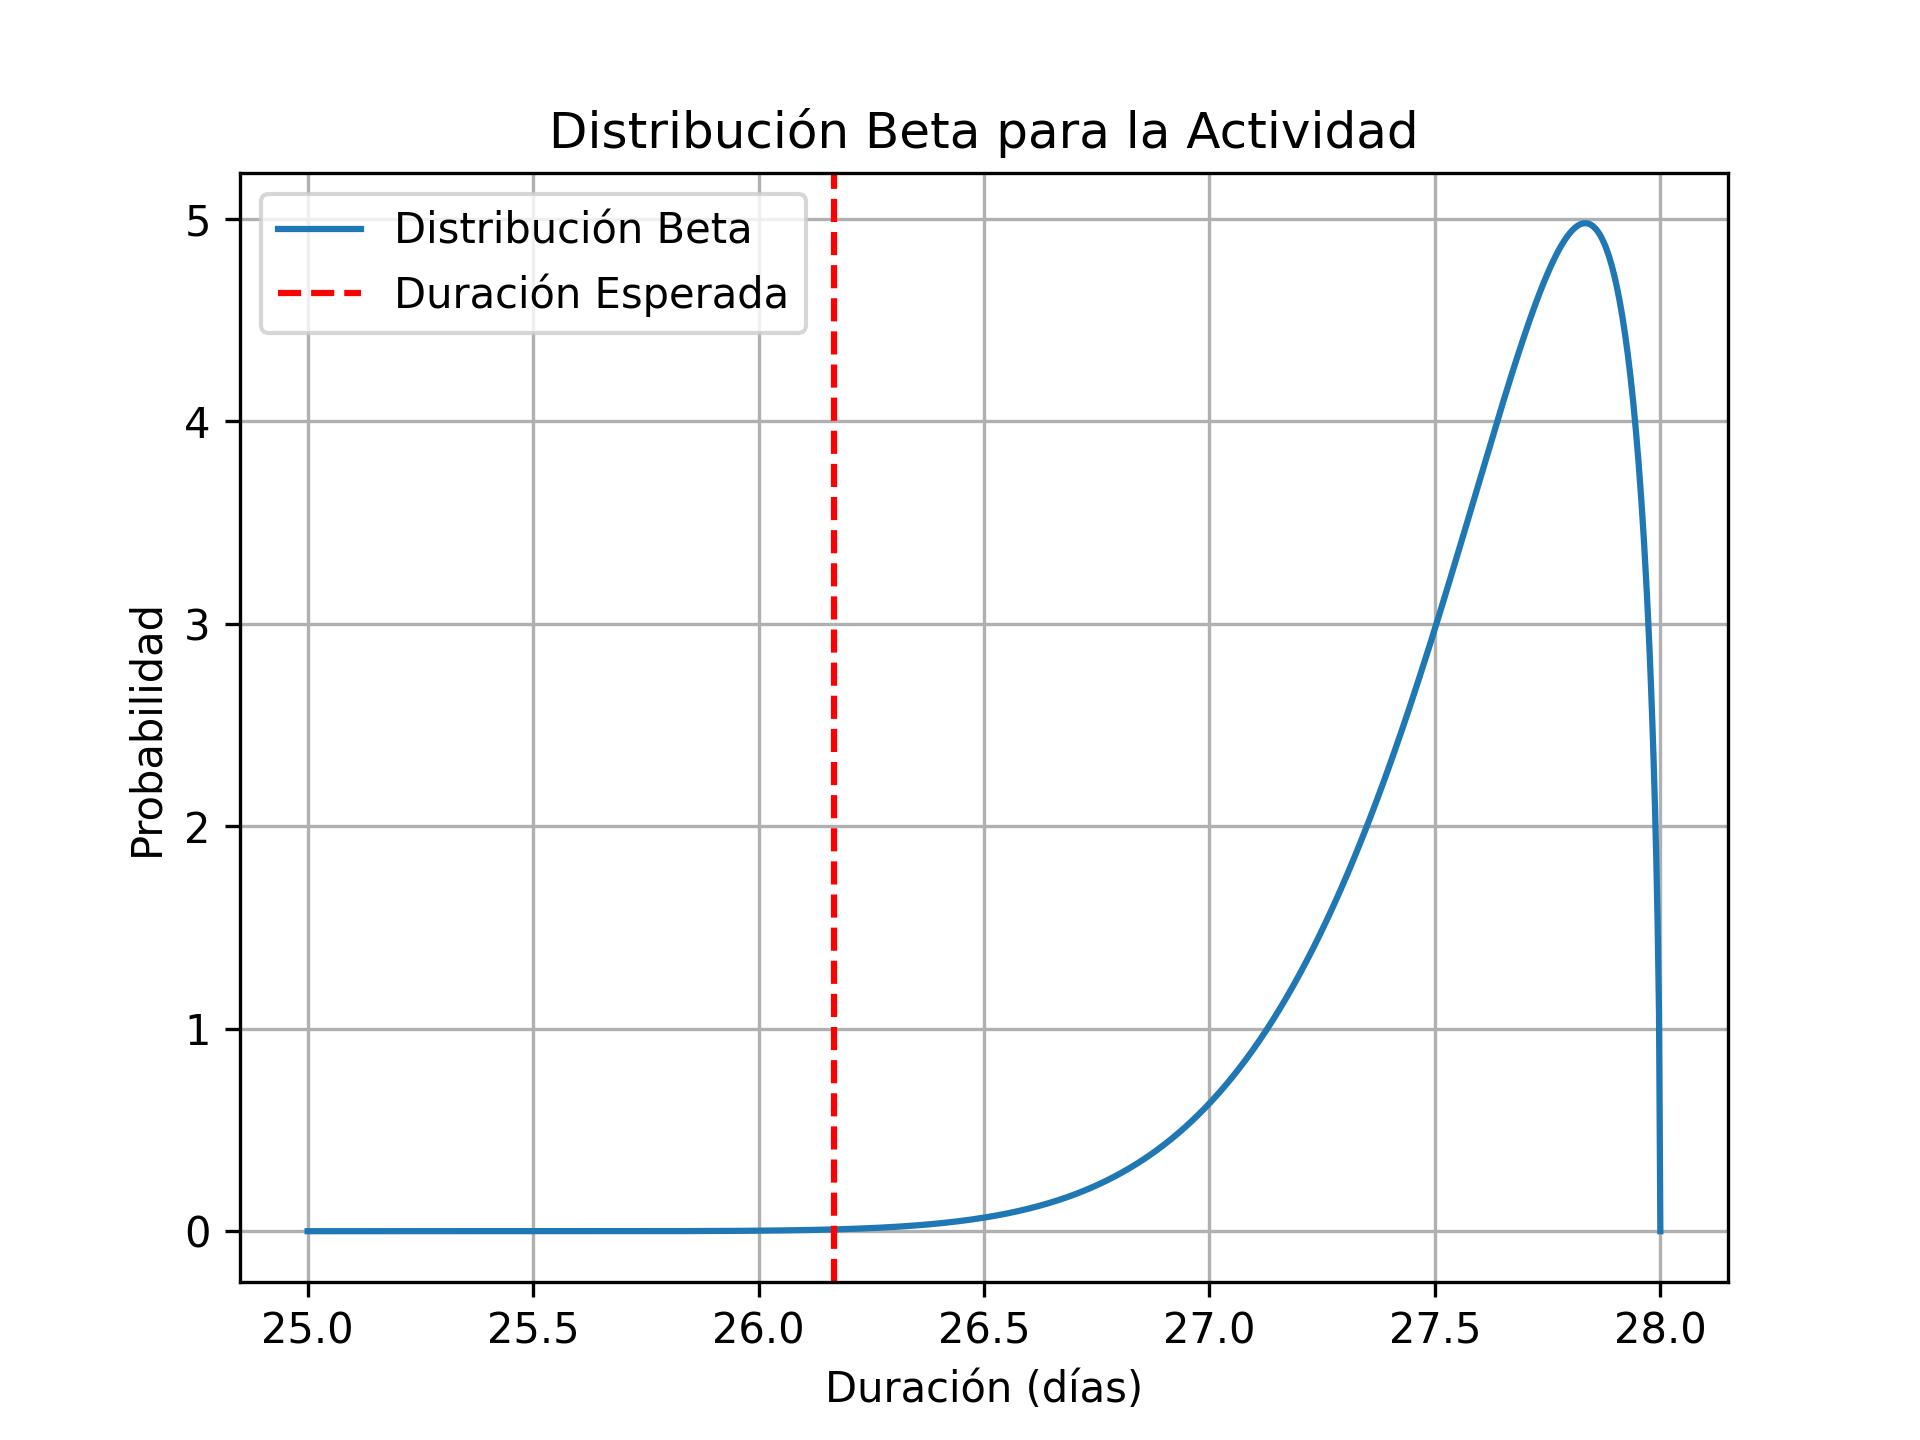 Distribución Beta para la Actividad
Distribución Beta
Duración Esperada
Probabilidad
5
4
3
2
1
0
25.0 25.5 26.0 26.5 27.0 27.5 28.0
Duración (días)